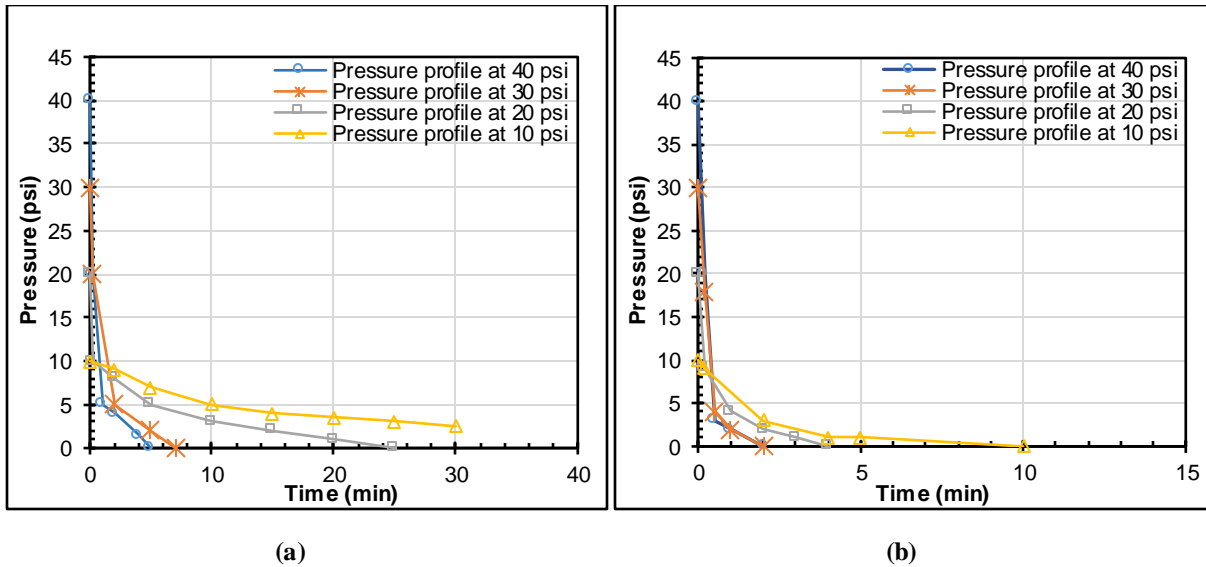 45
40
35
30
25
20
15
10
5
0
Pressure (psi)
Pressure profile at 40 psi
Pressure profile at 30 psi
Pressure profile at 20 psi
Pressure profile at 10 psi
0 10 20 30 40
Time (min)
(a)
45
40
35
30
25
20
15
10
5
0
Pressure (psi)
Pressure profile at 40 psi
Pressure profile at 30 psi
Pressure profile at 20 psi
Pressure profile at 10 psi
0 5 10 15
Time (min)
(b)